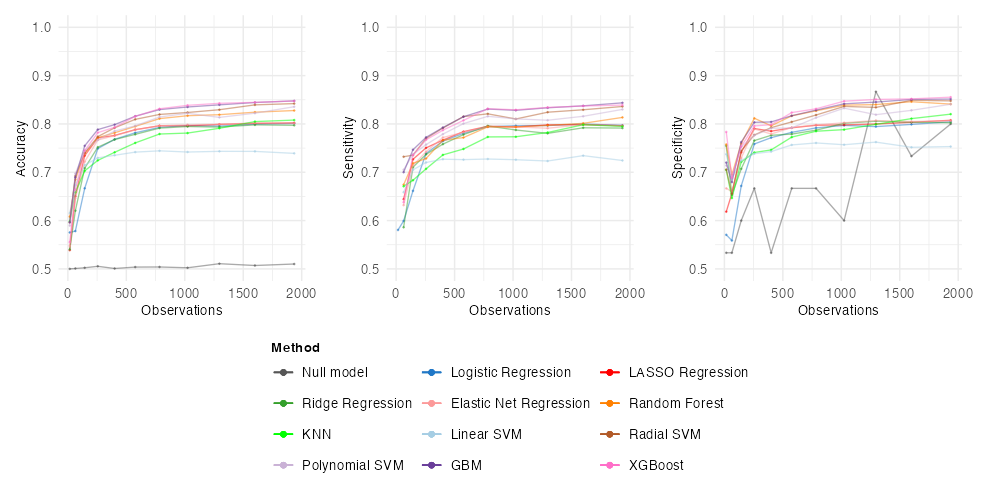 1.0
0.9
0.8
0.7
0.6
0.5
Accuracy
0 500 1000 1500 2000
Observations
1.0
0.9
0.8
0.7
0.6
0.5
Sensitivity
0 500 1000 1500 2000
Observations
1.0
0.9
0.8
0.7
0.6
0.5
Specificity
0 500 1000 1500 2000
Observations
Method
Null model Logistic Regression LASSO Regression
Ridge Regression Elastic Net Regression Random Forest
KNN Linear SVM Radial SVM
Polynomial SVM GBM XGBoost